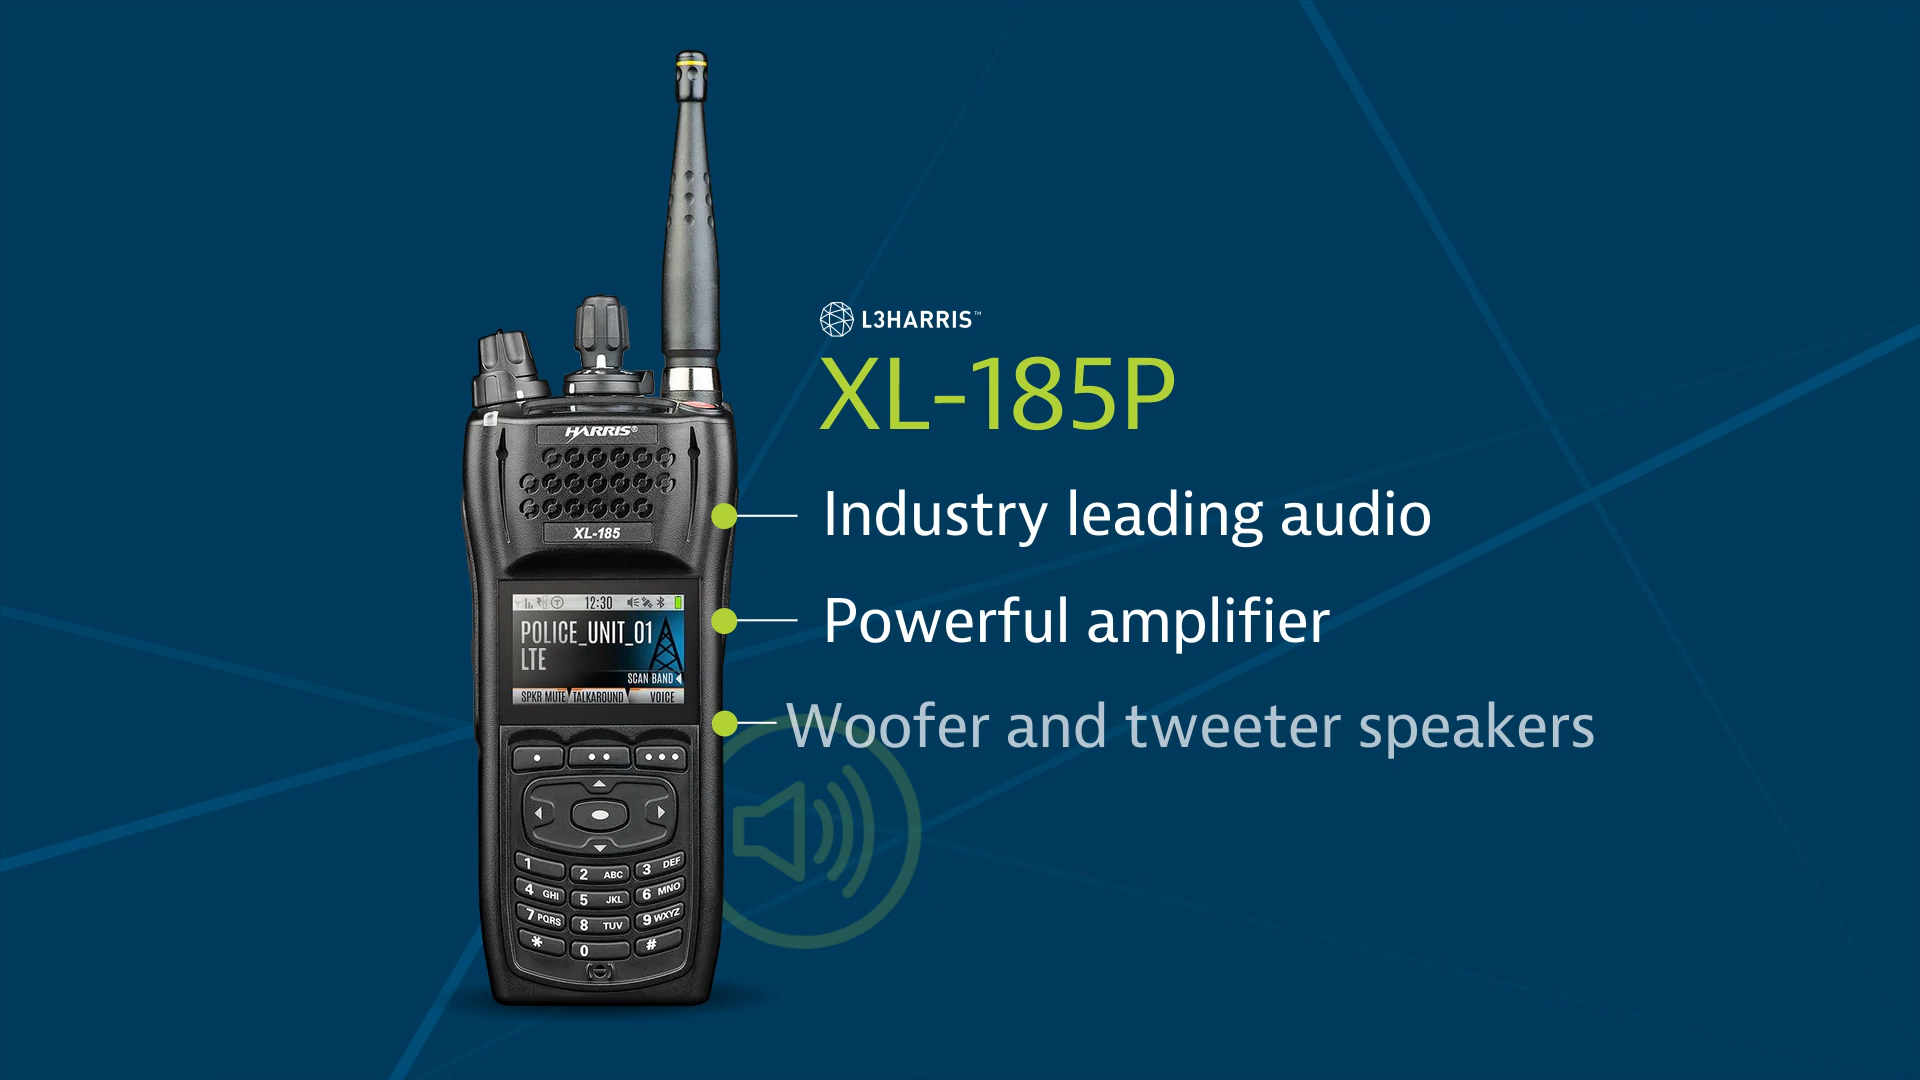 L3HARRIS™
XL-185P
Industry leading audio
Powerful amplifier
Woofer and tweeter speakers
HARRIS®
XL-185
12:30
POLICE_UNIT_01
LTE
SCAN BAND
SPKR MUTE TALKAROUND VOICE
1
2 ABC
3 DEF
4 GHI
5 JKL
6 MNO
7 PQRS
8 TUV
9 WXYZ
*
0
#